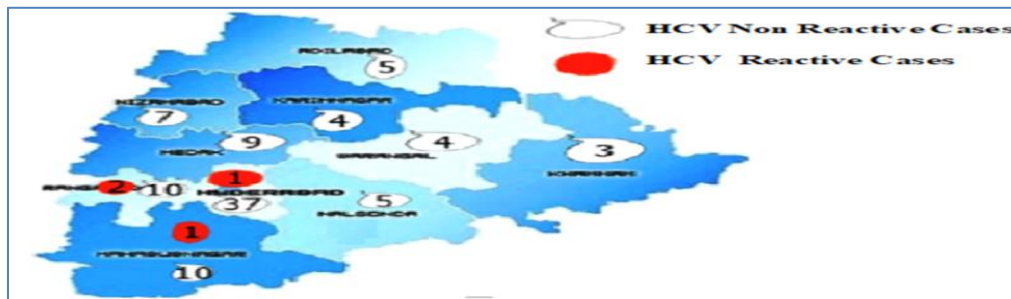 HCV Non Reactive Cases
HCV Reactive Cases
ADILABAD
5
NIZAMABAD
7
KARIMNAGAR
4
MEDAK
9
WARANGAL
4
3
KHAMMAM
2
10
1
HYDERABAD
37
5
NALGONDA
1
10